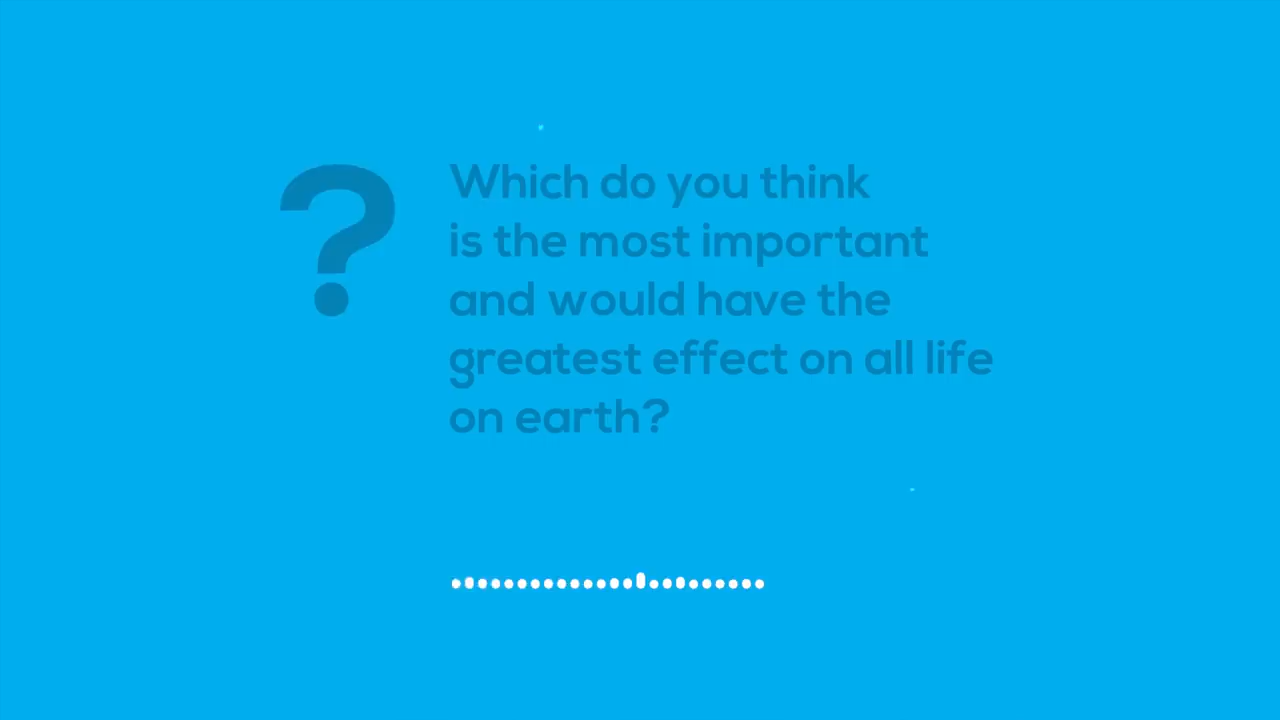 ?
Which do you think
is the most important
and would have the
greatest effect on all life
on earth?